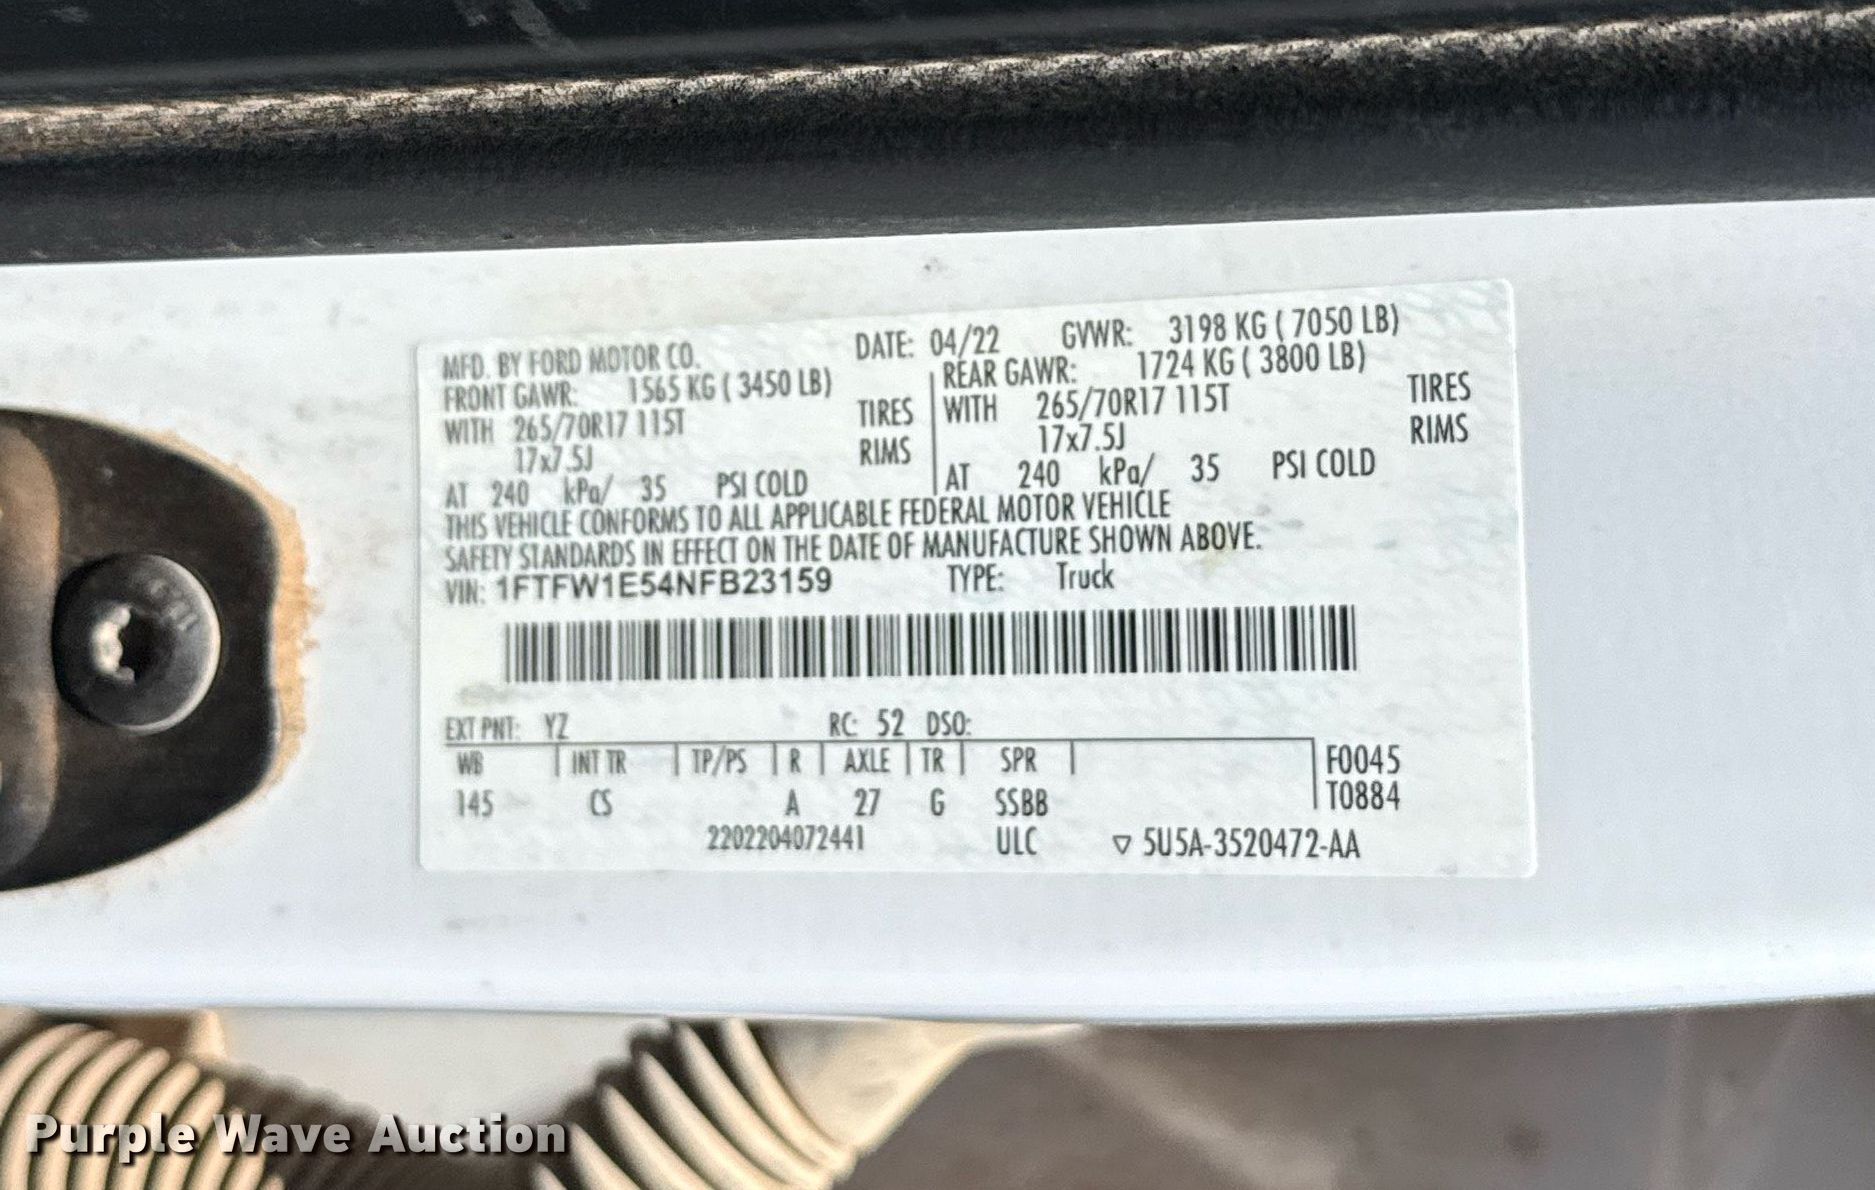 MFD. BY FORD MOTOR CO. DATE: 04/22 GVWR: 3198 KG ( 7050 LB)
FRONT GAWR: 1565 KG ( 3450 LB) REAR GAWR: 1724 KG ( 3800 LB)
WITH 265/70R17 115T TIRES WITH 265/70R17 115T TIRES
17x7.5J RIMS 17x7.5J RIMS
AT 240 kPa/ 35 PSI COLD AT 240 kPa/ 35 PSI COLD
THIS VEHICLE CONFORMS TO ALL APPLICABLE FEDERAL MOTOR VEHICLE
SAFETY STANDARDS IN EFFECT ON THE DATE OF MANUFACTURE SHOWN ABOVE.
VIN: 1FTFW1E54NFB23159 TYPE: Truck
EXT PNT: YZ RC: 52 DSO:
WB INT TR TP/PS R AXLE TR SPR F0045
145 CS A 27 G SSBB T0884
2202204072441 ULC ▽ 5U5A-3520472-AA
Purple Wave Auction